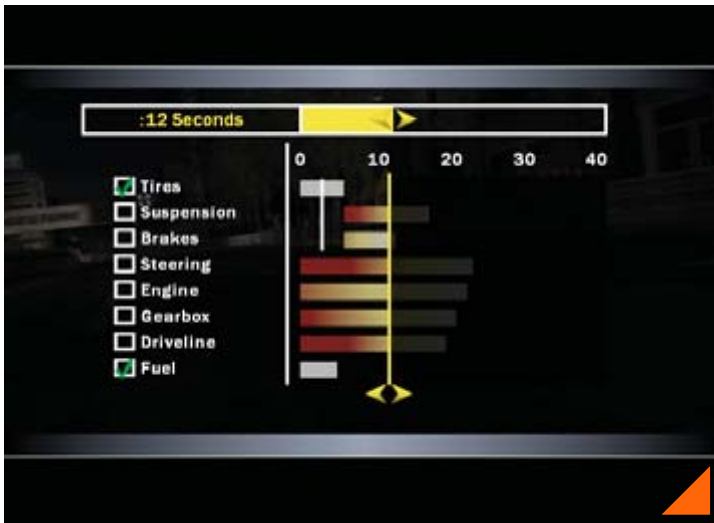 :12 Seconds
0 10 20 30 40
Tires
Suspension
Brakes
Steering
Engine
Gearbox
Driveline
Fuel